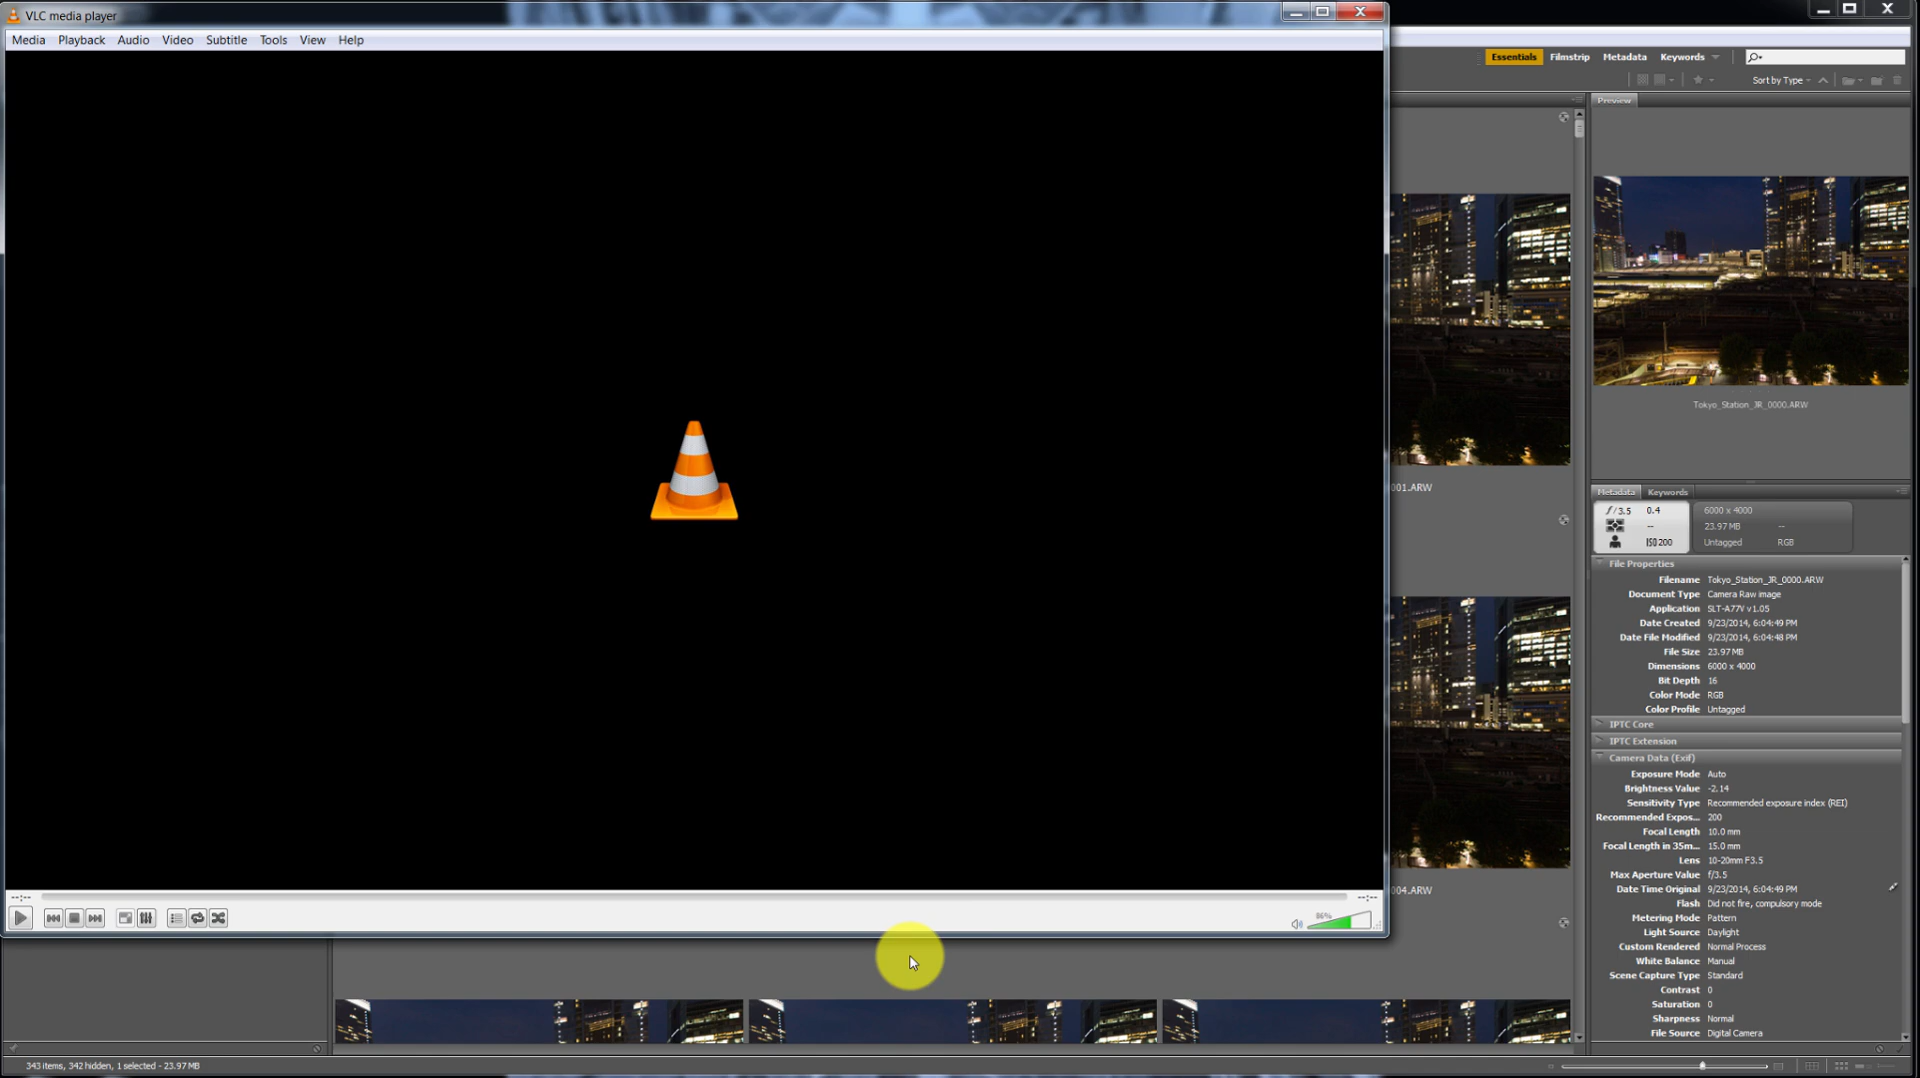 VLC media player
Media Playback Audio Video Subtitle Tools View Help
Essentials Filmstrip Metadata Keywords
Sort by Type
Preview
Tokyo_Station_JR_0000.ARW
001.ARW
Metadata Keywords
f/3.5 0.4
--
ISO 200
6000 x 4000
23.97 MB --
Untagged RGB
File Properties
Filename Tokyo_Station_JR_0000.ARW
Document Type Camera Raw image
Application SLT-A77V v1.05
Date Created 9/23/2014, 6:04:49 PM
Date File Modified 9/23/2014, 6:04:48 PM
File Size 23.97 MB
Dimensions 6000 x 4000
Bit Depth 16
Color Mode RGB
Color Profile Untagged
IPTC Core
IPTC Extension
Camera Data (Exif)
Exposure Mode Auto
Brightness Value -2.14
Sensitivity Type Recommended exposure index (REI)
Recommended Expos... 200
Focal Length 10.0 mm
Focal Length in 35m... 15.0 mm
Lens 10-20mm F3.5
Max Aperture Value f/3.5
Date Time Original 9/23/2014, 6:04:49 PM
Flash Did not fire, compulsory mode
Metering Mode Pattern
Light Source Daylight
Custom Rendered Normal Process
White Balance Manual
Scene Capture Type Standard
Contrast 0
Saturation 0
Sharpness Normal
File Source Digital Camera
004.ARW
--:-- --:--
86%
343 items, 342 hidden, 1 selected - 23.97 MB